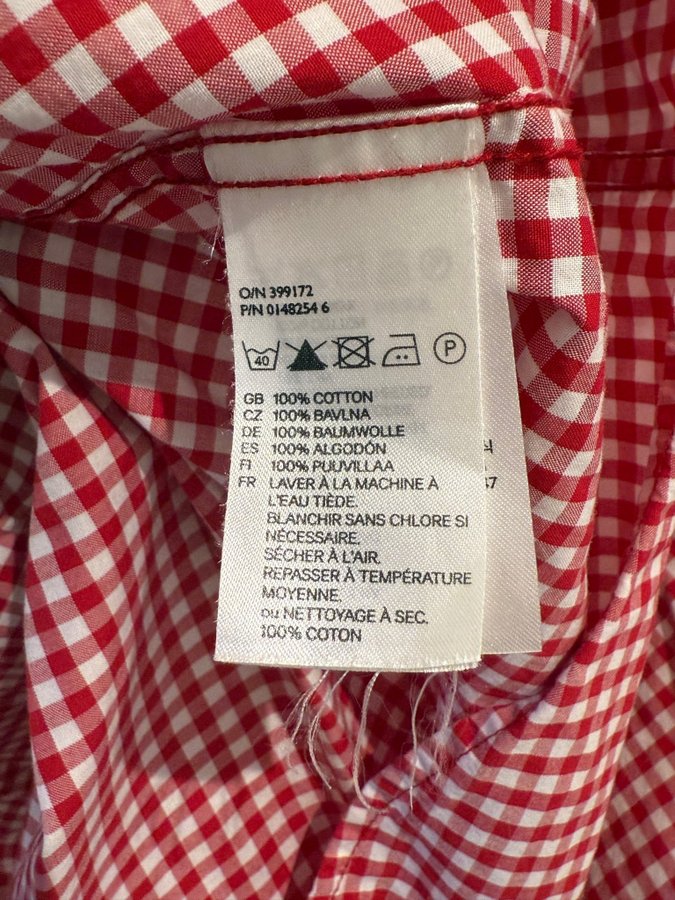 O/N 399172
P/N 0148254 6
40 P
GB 100% COTTON
CZ 100% BAVLNA
DE 100% BAUMWOLLE
ES 100% ALGODÓN
FI 100% PUUVILLAA
FR LAVER À LA MACHINE À
L'EAU TIÈDE.
BLANCHIR SANS CHLORE SI
NÉCESSAIRE.
SÉCHER À L'AIR.
REPASSER À TEMPÉRATURE
MOYENNE.
ou NETTOYAGE À SEC.
100% COTON